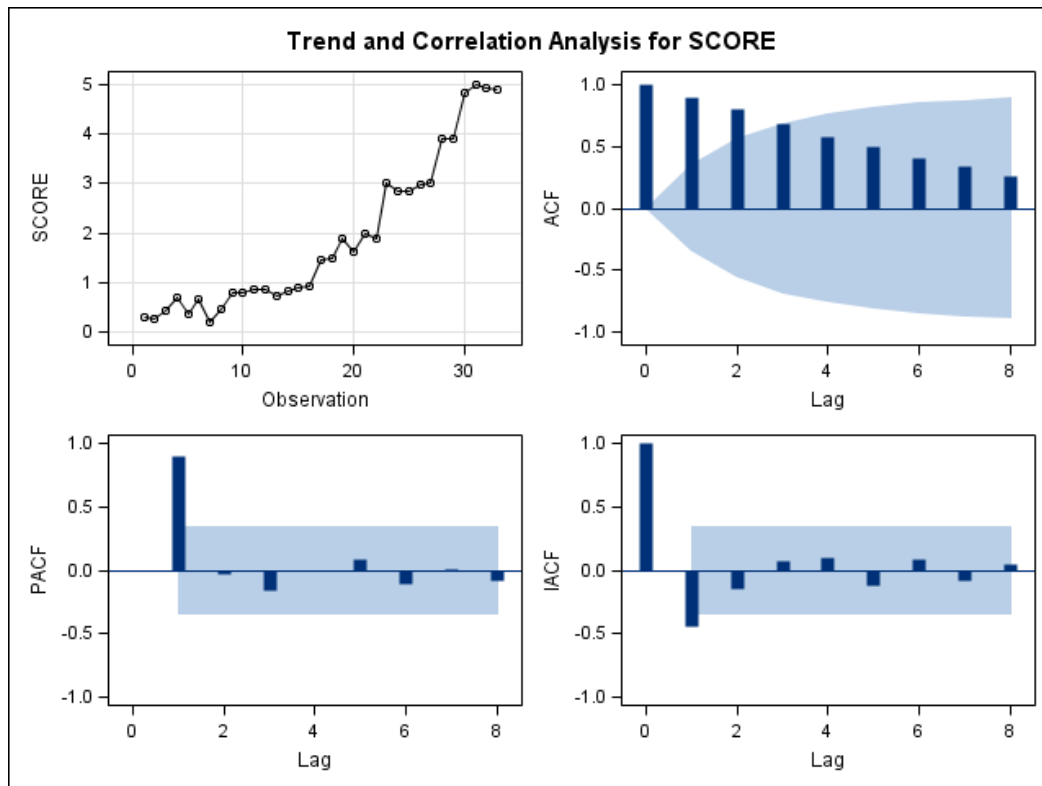 Trend and Correlation Analysis for SCORE
5
4
3
2
1
0
SCORE
0 10 20 30
Observation
1.0
0.5
0.0
-0.5
-1.0
ACF
0 2 4 6 8
Lag
1.0
0.5
0.0
-0.5
-1.0
PACF
0 2 4 6 8
Lag
1.0
0.5
0.0
-0.5
-1.0
IACF
0 2 4 6 8
Lag